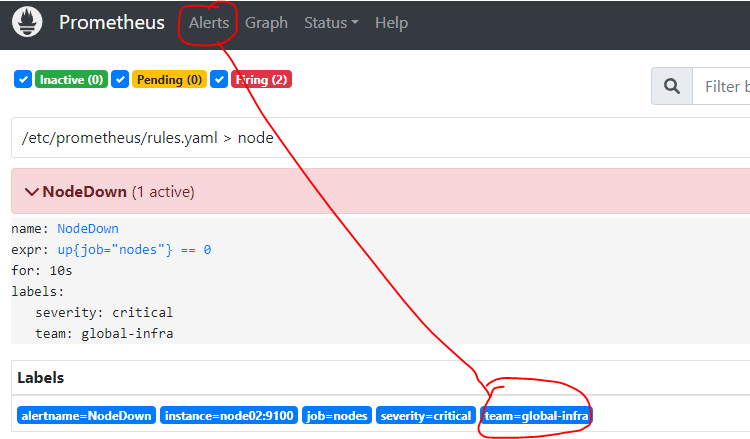 Prometheus Alerts Graph Status Help
Inactive (0) Pending (0) Firing (2)
Filter b
/etc/prometheus/rules.yaml > node
NodeDown (1 active)
name: NodeDown
expr: up{job="nodes"} == 0
for: 10s
labels:
severity: critical
team: global-infra
Labels
alertname=NodeDown instance=node02:9100 job=nodes severity=critical team=global-infra